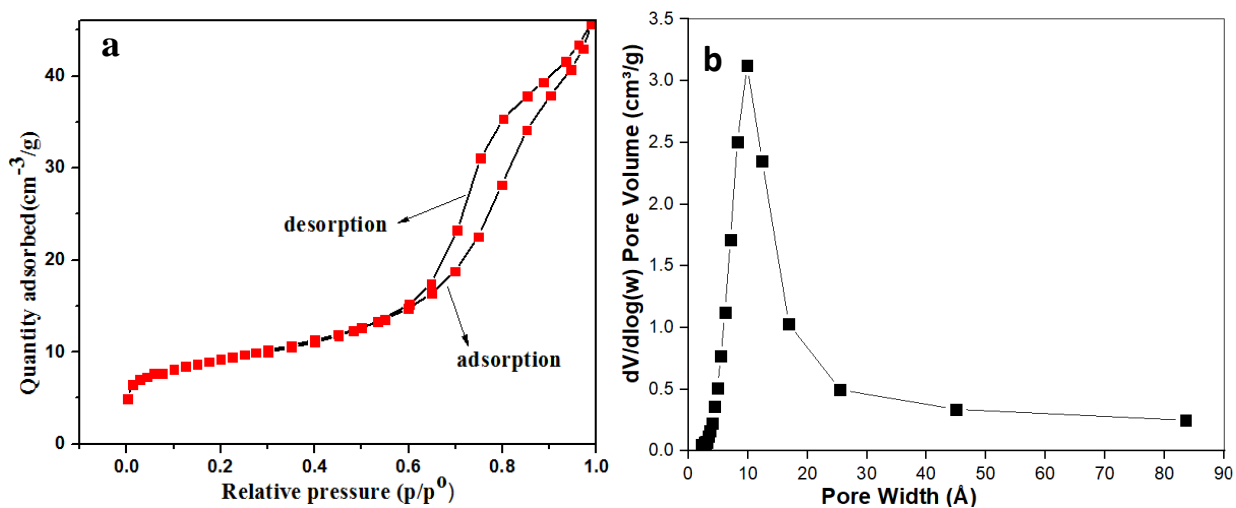 a
Quantity adsorbed(cm⁻³/g)
40
30
20
10
0
desorption
adsorption
0.0 0.2 0.4 0.6 0.8 1.0
Relative pressure (p/pᴼ)
b
dV/dlog(w) Pore Volume (cm³/g)
3.5
3.0
2.5
2.0
1.5
1.0
0.5
0.0
0 10 20 30 40 50 60 70 80 90
Pore Width (Å)